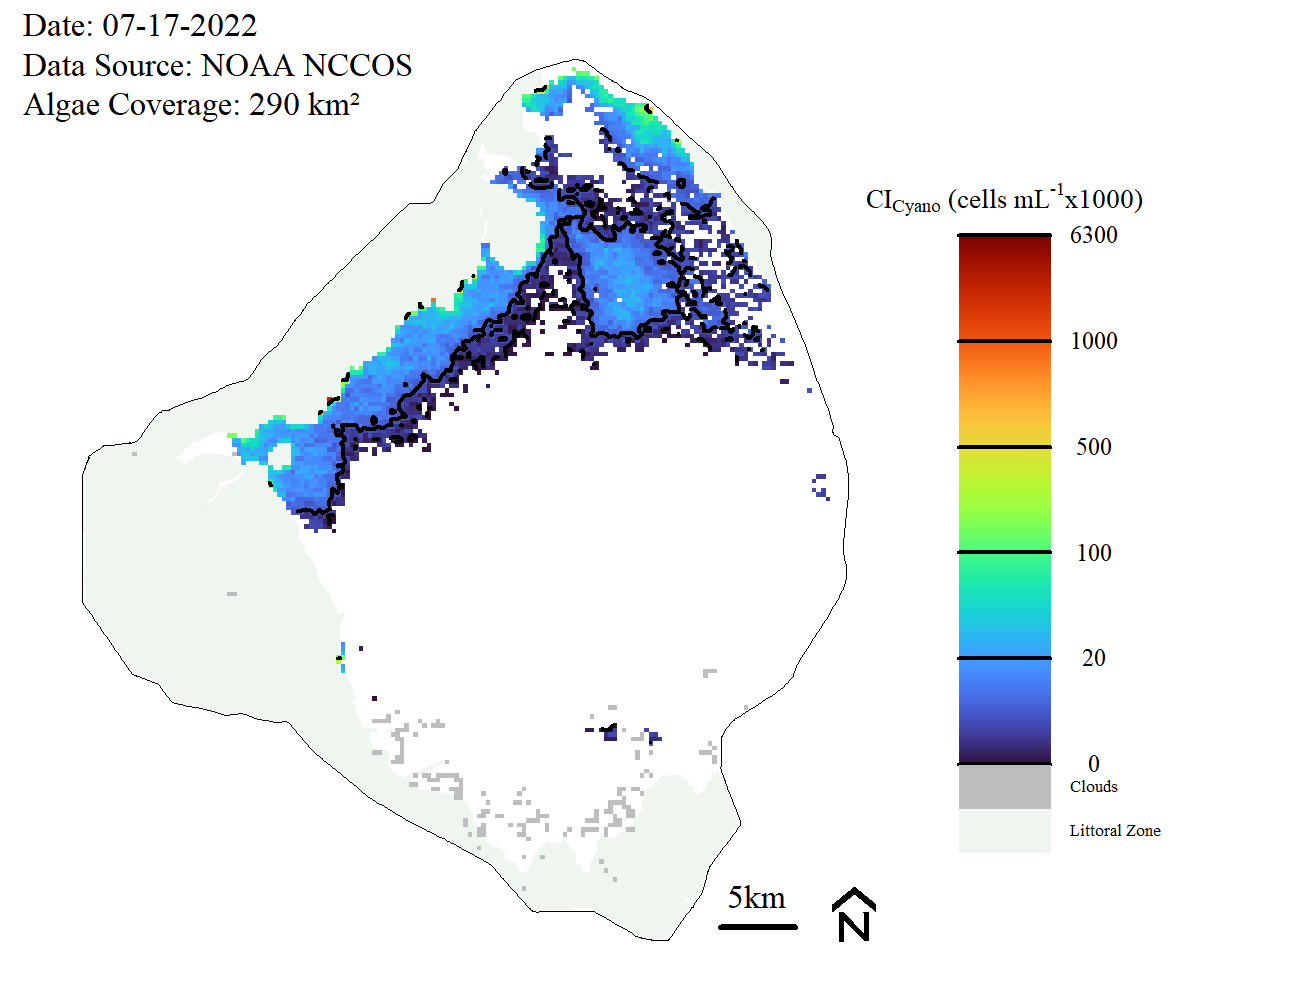 Date: 07-17-2022
Data Source: NOAA NCCOS
Algae Coverage: 290 km²
CICyano (cells mL-1x1000)
6300
1000
500
100
20
0
Clouds
Littoral Zone
5km
N